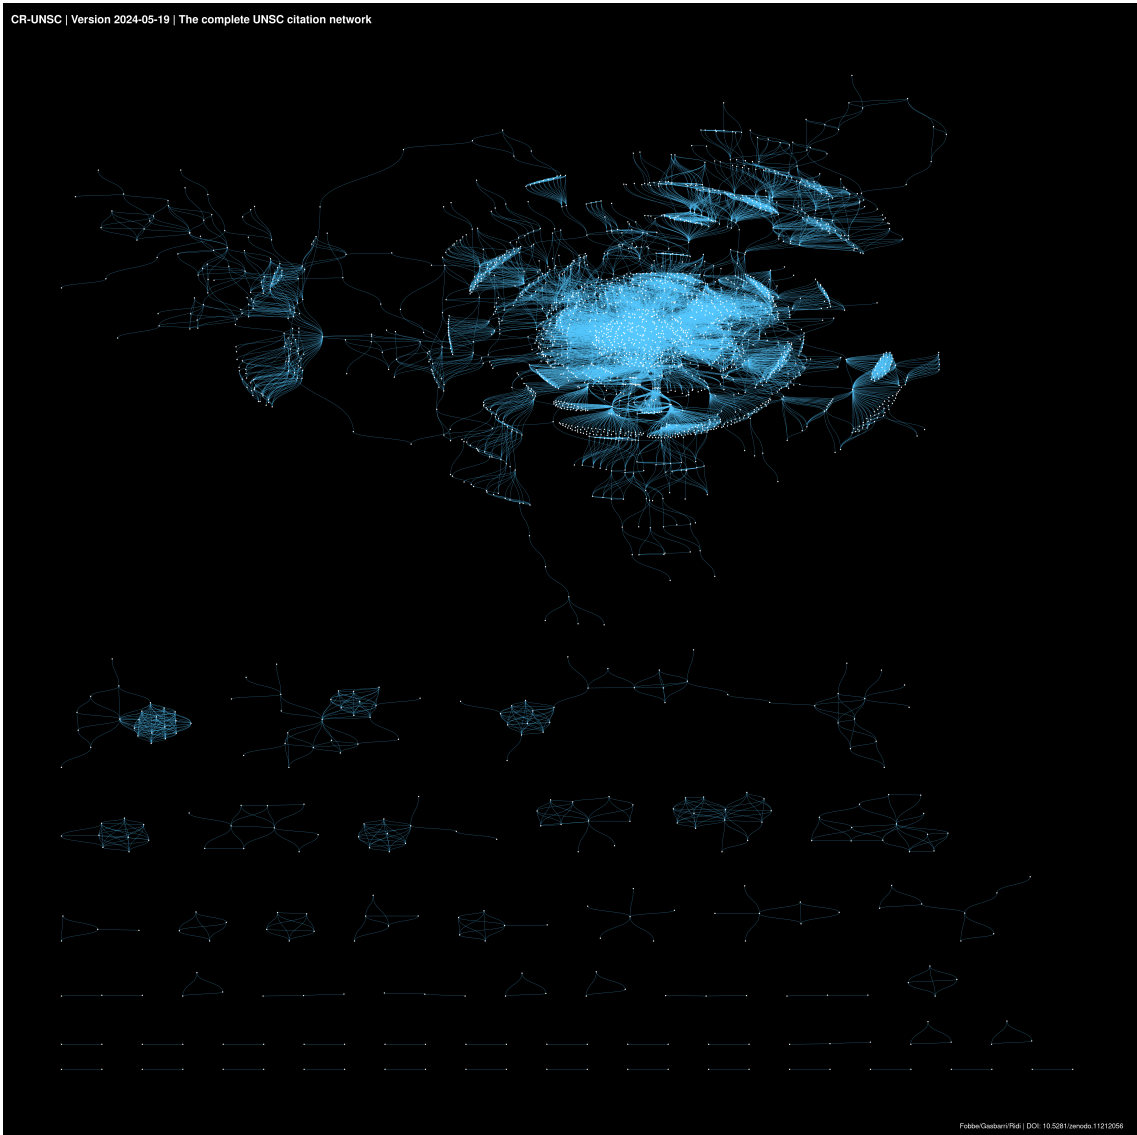 CR-UNSC | Version 2024-05-19 | The complete UNSC citation network
Fobbe/Gasbarri/Ridi | DOI: 10.5281/zenodo.11212056